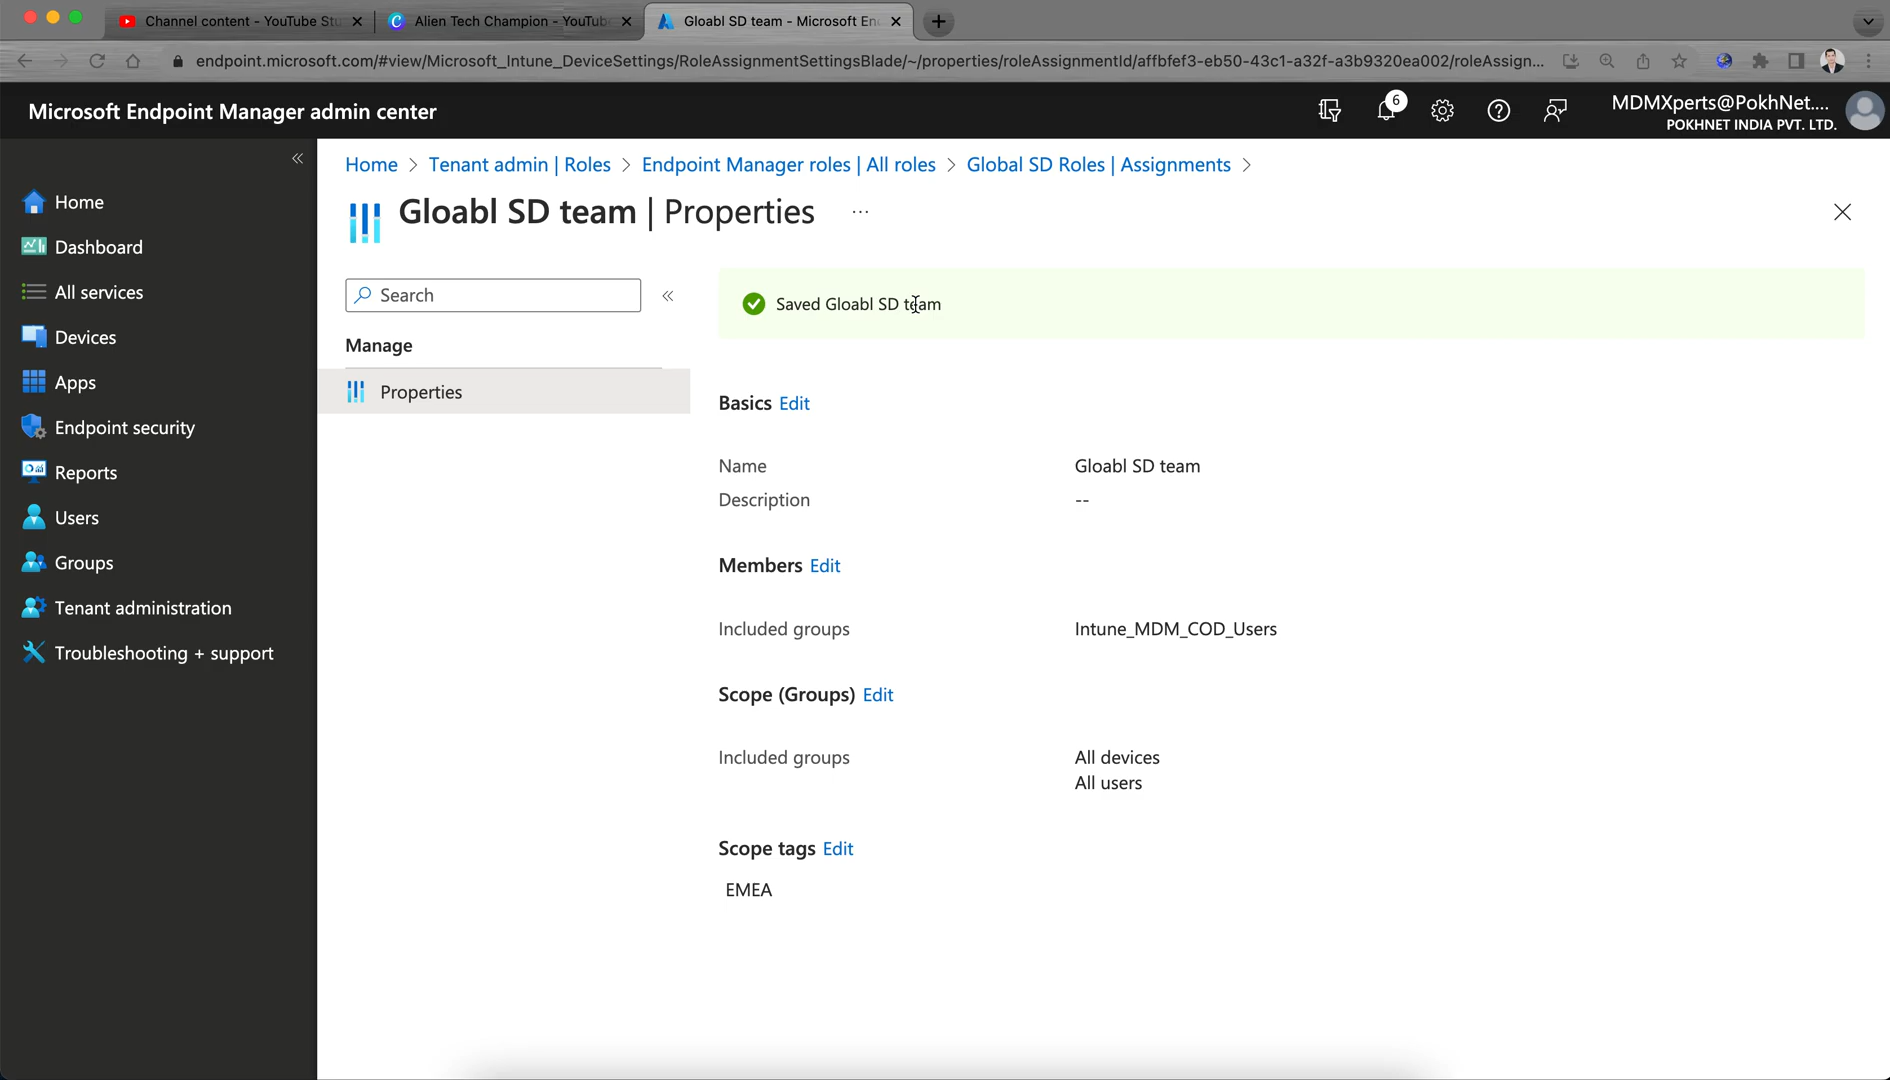 Channel content - YouTube Stu
Alien Tech Champion - YouTube
Gloabl SD team - Microsoft En
endpoint.microsoft.com/#view/Microsoft_Intune_DeviceSettings/RoleAssignmentSettingsBlade/~/properties/roleAssignmentId/affbfef3-eb50-43c1-a32f-a3b9320ea002/roleAssign...
Microsoft Endpoint Manager admin center
6
MDMXperts@PokhNet....
POKHNET INDIA PVT. LTD.
Home > Tenant admin | Roles > Endpoint Manager roles | All roles > Global SD Roles | Assignments >
Gloabl SD team | Properties ...
Home
Dashboard
All services
Devices
Apps
Endpoint security
Reports
Users
Groups
Tenant administration
Troubleshooting + support
Search
Manage
Properties
Saved Gloabl SD team
Basics Edit
Name Gloabl SD team
Description --
Members Edit
Included groups Intune_MDM_COD_Users
Scope (Groups) Edit
Included groups All devices
All users
Scope tags Edit
EMEA